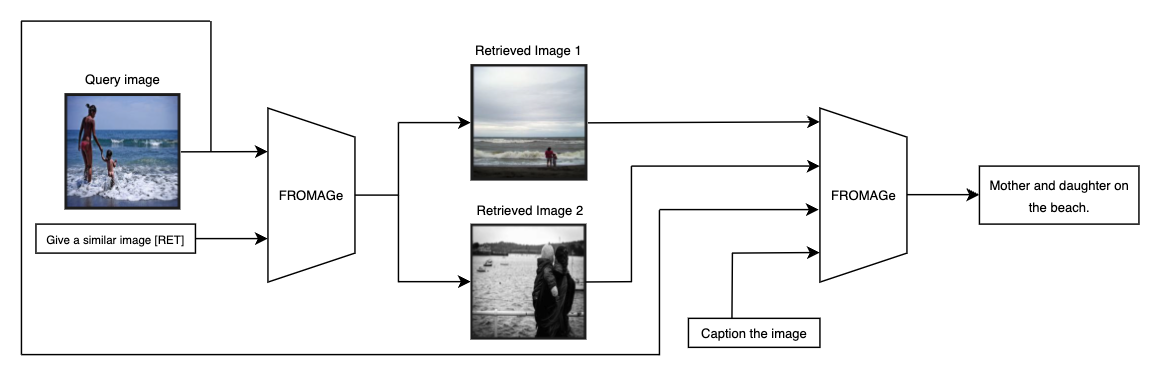 Query image
Give a similar image [RET]
FROMAGe
Retrieved Image 1
Retrieved Image 2
Caption the image
FROMAGe
Mother and daughter on
the beach.